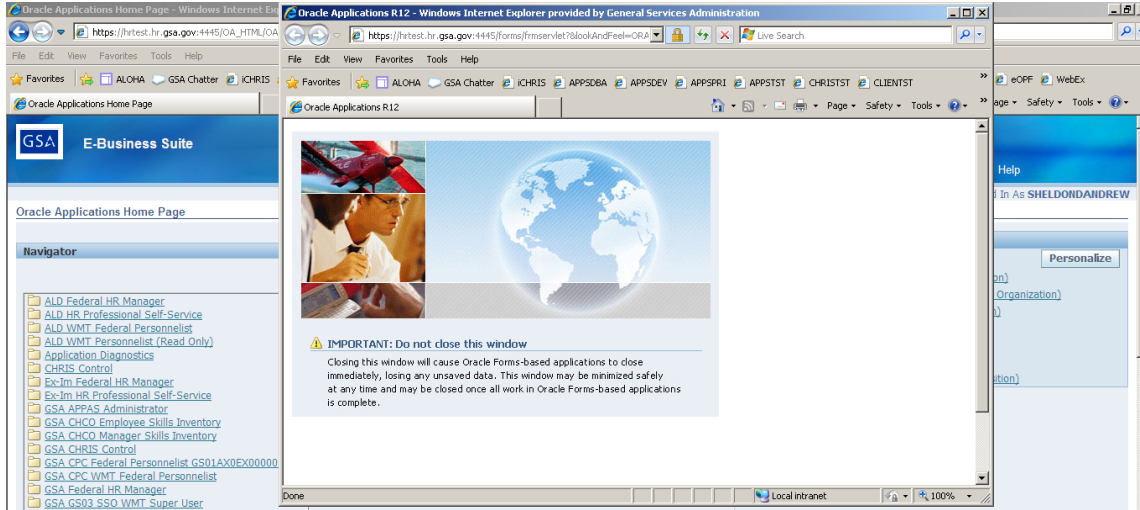 Oracle Applications Home Page - Windows Internet Ex
https://hrtest.hr.gsa.gov:4445/OA_HTML/OA
File Edit View Favorites Tools Help
Favorites ALOHA GSA Chatter iCHRIS
Oracle Applications Home Page
GSA E-Business Suite
Oracle Applications Home Page
Navigator
ALD Federal HR Manager
ALD HR Professional Self-Service
ALD WMT Federal Personnelist
ALD WMT Personnelist (Read Only)
Application Diagnostics
CHRIS Control
Ex-Im Federal HR Manager
Ex-Im HR Professional Self-Service
GSA APPAS Administrator
GSA CHCO Employee Skills Inventory
GSA CHCO Manager Skills Inventory
GSA CHRIS Control
GSA CPC Federal Personnelist GS01AX0EX00000
GSA CPC WMT Federal Personnelist
GSA Federal HR Manager
GSA GS03 SSO WMT Super User
Oracle Applications R12 - Windows Internet Explorer provided by General Services Administration
https://hrtest.hr.gsa.gov:4445/forms/frmservlet?&lookAndFeel=ORA
Live Search
File Edit View Favorites Tools Help
Favorites ALOHA GSA Chatter iCHRIS APPSDBA APPSDEV APPSPRI APPSTST CHRISTST CLIENTST
Oracle Applications R12
Page Safety Tools
IMPORTANT: Do not close this window
Closing this window will cause Oracle Forms-based applications to close
immediately, losing any unsaved data. This window may be minimized safely
at any time and may be closed once all work in Oracle Forms-based applications
is complete.
Done Local intranet 100%
eOPF WebEx
age Safety Tools
Help
d In As SHELDONDANDREW
Personalize
on)
Organization)
)
sition)